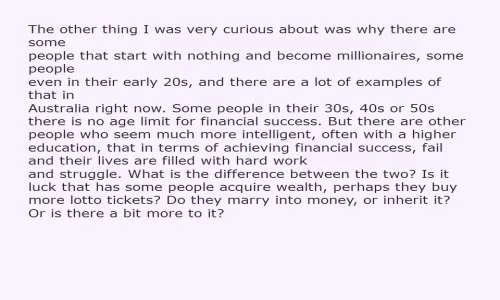 The other thing I was very curious about was why there are
some
people that start with nothing and become millionaires, some
people
even in their early 20s, and there are a lot of examples of
that in
Australia right now. Some people in their 30s, 40s or 50s
there is no age limit for financial success. But there are other
people who seem much more intelligent, often with a higher
education, that in terms of achieving financial success, fail
and their lives are filled with hard work
and struggle. What is the difference between the two? Is it
luck that has some people acquire wealth, perhaps they buy
more lotto tickets? Do they marry into money, or inherit it?
Or is there a bit more to it?